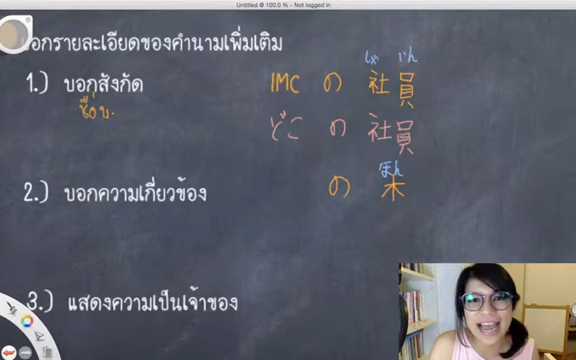 Untitled @ 100.0 % - Not logged in
บอกรายละเอียดของคำนามเพิ่มเติม
1.) บอกสังกัด
IMC の 社員
どこ の 社員
ほん
2.) บอกความเกี่ยวข้อง
の 本
3.) แสดงความเป็นเจ้าของ